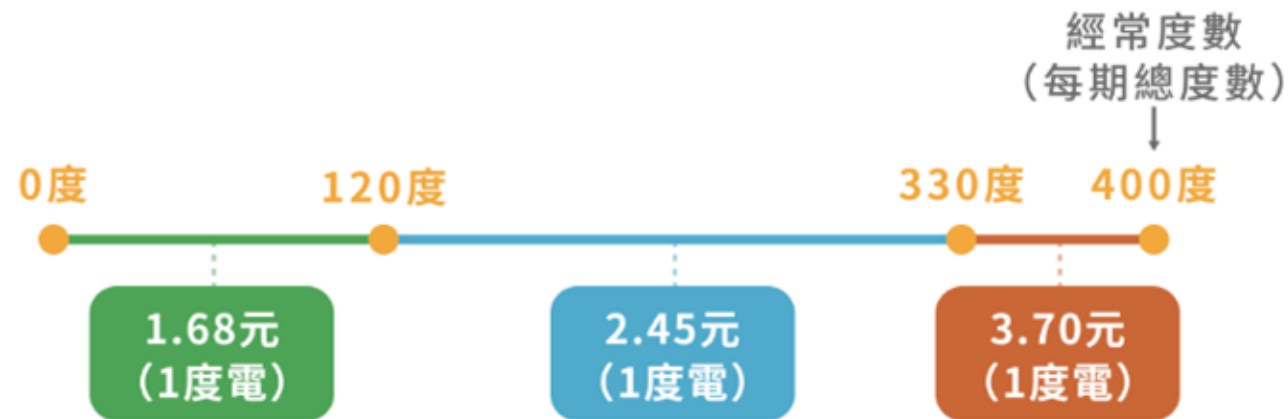 經常度數
（每期總度數）
0度
120度
330度
400度
1.68元
（1度電）
2.45元
（1度電）
3.70元
（1度電）